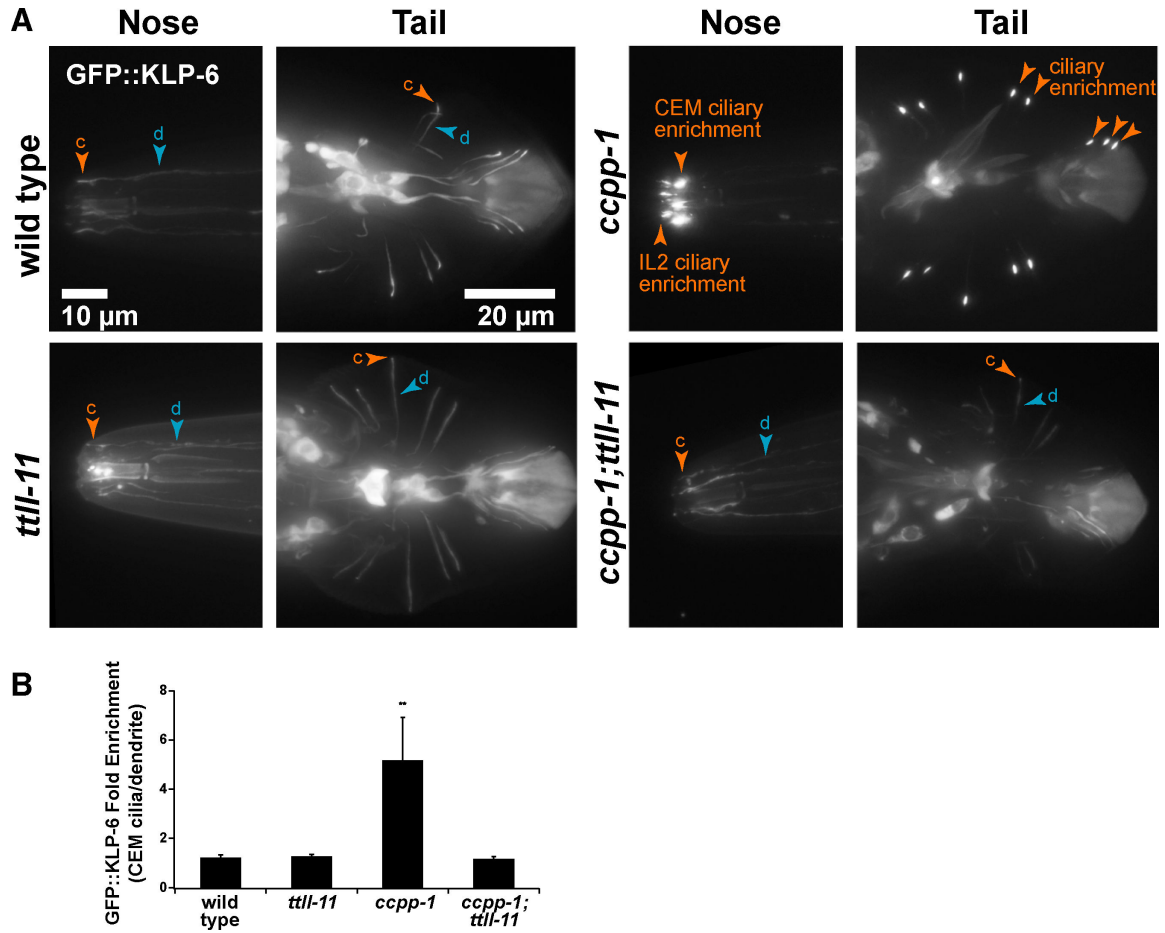 A
Nose
Tail
Nose
Tail
wild type
GFP::KLP-6
c
d
10 µm
c
d
20 µm
ccpp-1
CEM ciliary
enrichment
IL2 ciliary
enrichment
ciliary
enrichment
ttll-11
c
d
c
d
ccpp-1;ttll-11
c
d
c
d
B
GFP::KLP-6 Fold Enrichment
(CEM cilia/dendrite)
8
6
4
2
0
**
wild
type
ttll-11
ccpp-1
ccpp-1;
ttll-11